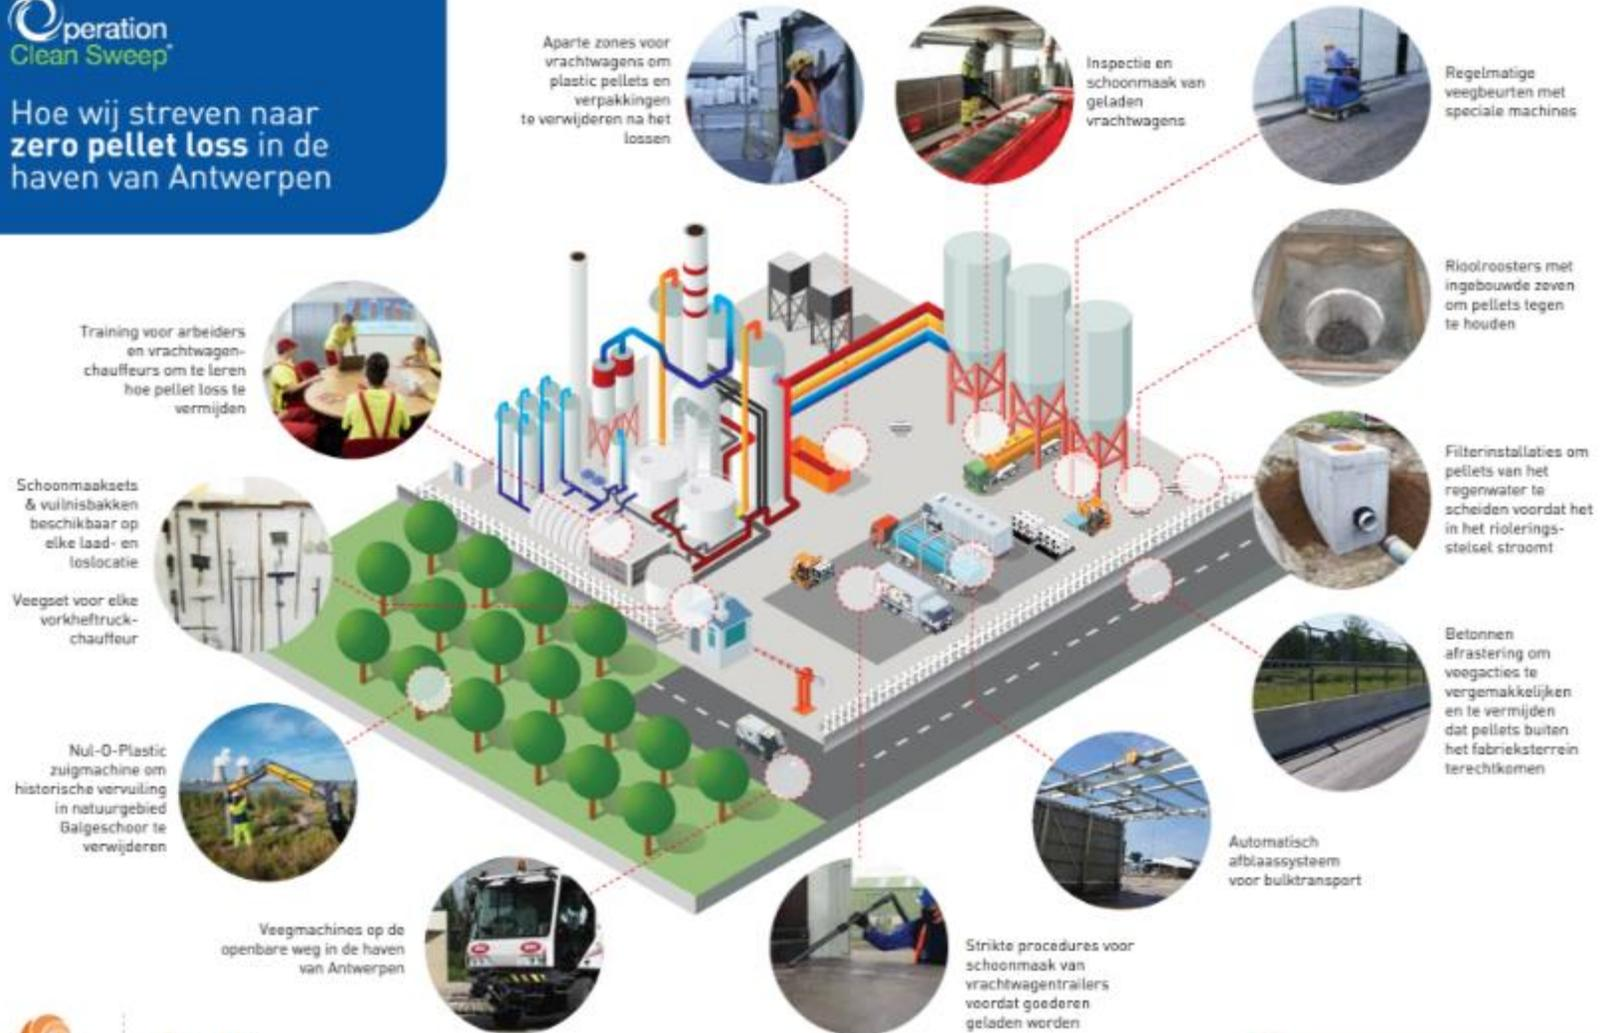 Operation
Clean Sweep®
Hoe wij streven naar
zero pellet loss in de
haven van Antwerpen
Aparte zones voor
vrachtwagens om
plastic pellets en
verpakkingen
te verwijderen na het
lossen
Inspectie en
schoonmaak van
geladen
vrachtwagens
Regelmatige
veegbeurten met
speciale machines
Rioolroosters met
ingebouwde zeven
om pellets tegen
te houden
Training voor arbeiders
en vrachtwagen-
chauffeurs om te leren
hoe pellet loss te
vermijden
Filterinstallaties om
pellets van het
regenwater te
scheiden voordat het
in het riolerings-
stelsel stroomt
Schoonmaaksets
& vuilnisbakken
beschikbaar op
elke laad- en
loslocatie
Veegset voor elke
vorkheftruck-
chauffeur
Betonnen
afrastering om
veegacties te
vergemakkelijken
en te vermijden
dat pellets buiten
het fabrieksterrein
terechtkomen
Nul-O-Plastic
zuigmachine om
historische vervuiling
in natuurgebied
Galgeschoor te
verwijderen
Automatisch
afblaassysteem
voor bulktransport
Veegmachines op de
openbare weg in de haven
van Antwerpen
Strikte procedures voor
schoonmaak van
vrachtwagentrailers
voordat goederen
geladen worden